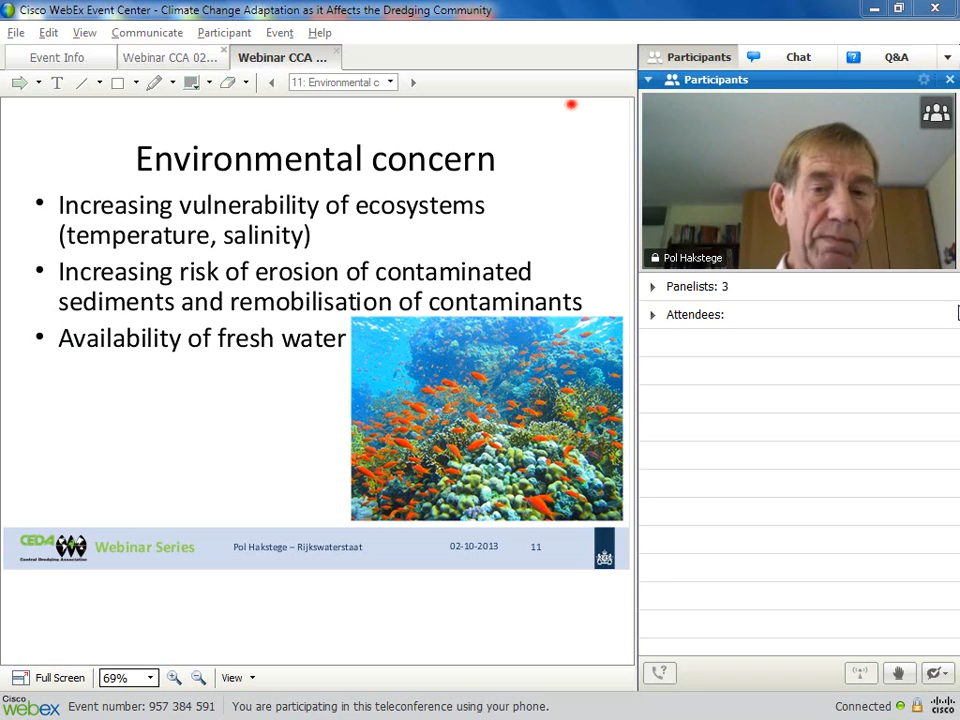 Cisco WebEx Event Center - Climate Change Adaptation as it Affects the Dredging Community
File Edit View Communicate Participant Event Help
Event Info
Webinar CCA 02...
Webinar CCA ...
Participants
Chat
Q&A
11: Environmental c
Participants
Environmental concern
• Increasing vulnerability of ecosystems
(temperature, salinity)
• Increasing risk of erosion of contaminated
sediments and remobilisation of contaminants
• Availability of fresh water
Pol Hakstege
Panelists: 3
Attendees:
CEDA
Central Dredging Association
Webinar Series
Pol Hakstege – Rijkswaterstaat
02-10-2013
11
Full Screen
69%
View
Cisco
webex
Event number: 957 384 591
You are participating in this teleconference using your phone.
Connected
CISCO